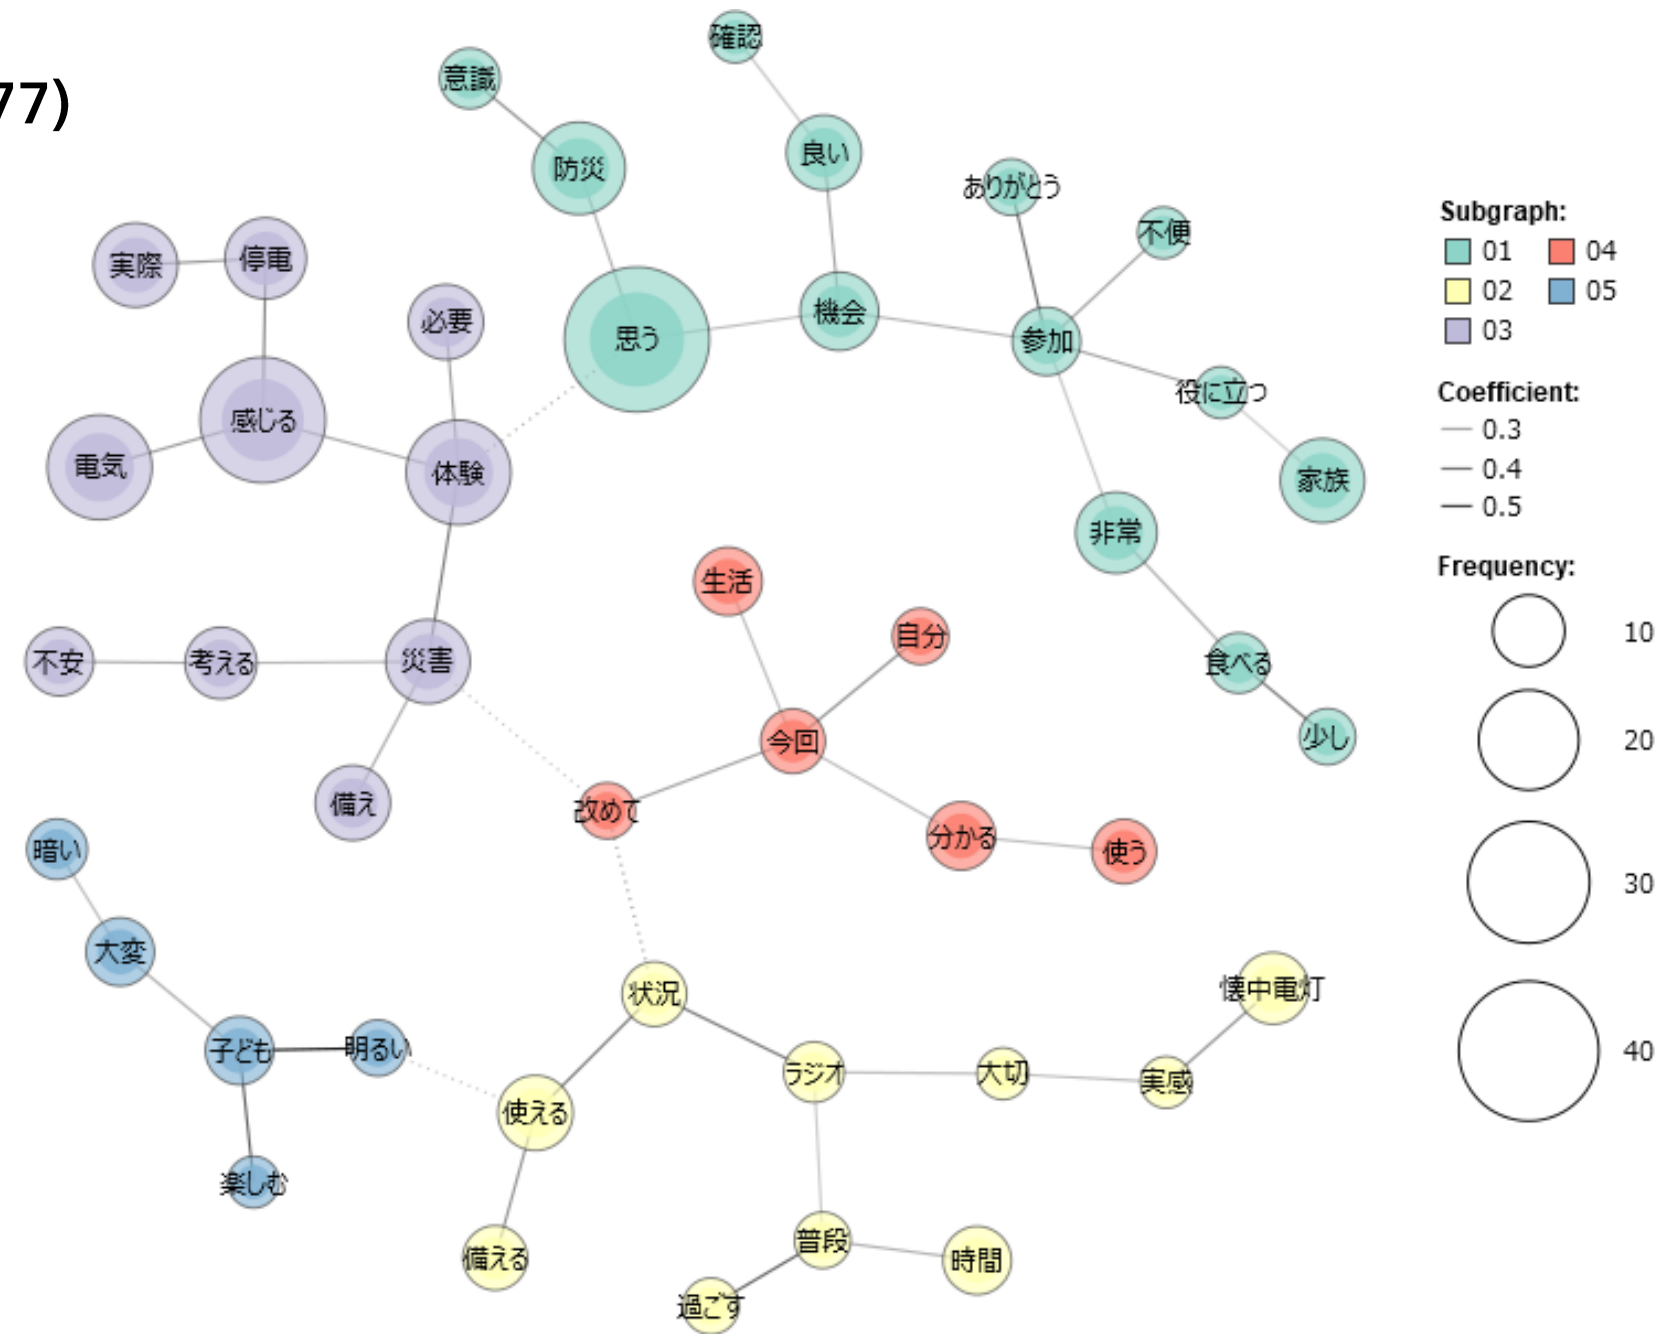 77)
確認
意識
良い
防災
ありがとう
不便
実際
停電
必要
機会
思う
参加
役に立つ
感じる
電気
体験
家族
非常
生活
自分
不安
考える
災害
食べる
少し
今回
備え
改めて
分かる
使う
暗い
大変
状況
懐中電灯
子ども
明るい
ラジオ
大切
実感
使える
楽しむ
普段
備える
時間
過ごす
Subgraph:
01 04
02 05
03
Coefficient:
0.3
0.4
0.5
Frequency:
10
20
30
40